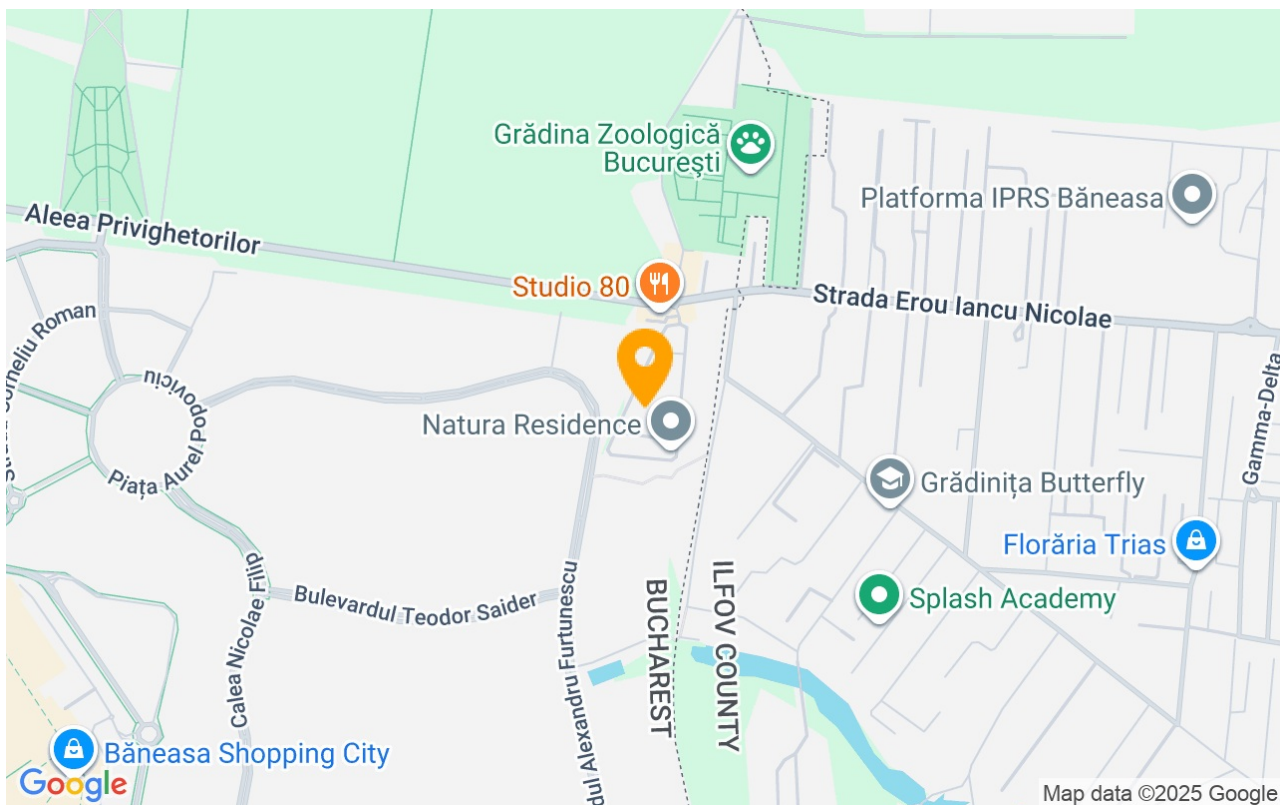 Grădina Zoologică
București
Platforma IPRS Băneasa
Aleea Privighetorilor
Studio 80
Strada Erou Iancu Nicolae
Corneliu Roman
Popoviciu
Piața Aurel
Natura Residence
Gamma-Delta
Grădinița Butterfly
Florăria Trias
Calea Nicolae Filip
Bulevardul Teodor Saider
Alexandru Furtunescu
BUCHAREST
ILFOV COUNTY
Splash Academy
Băneasa Shopping City
Google
Map data ©2025 Google